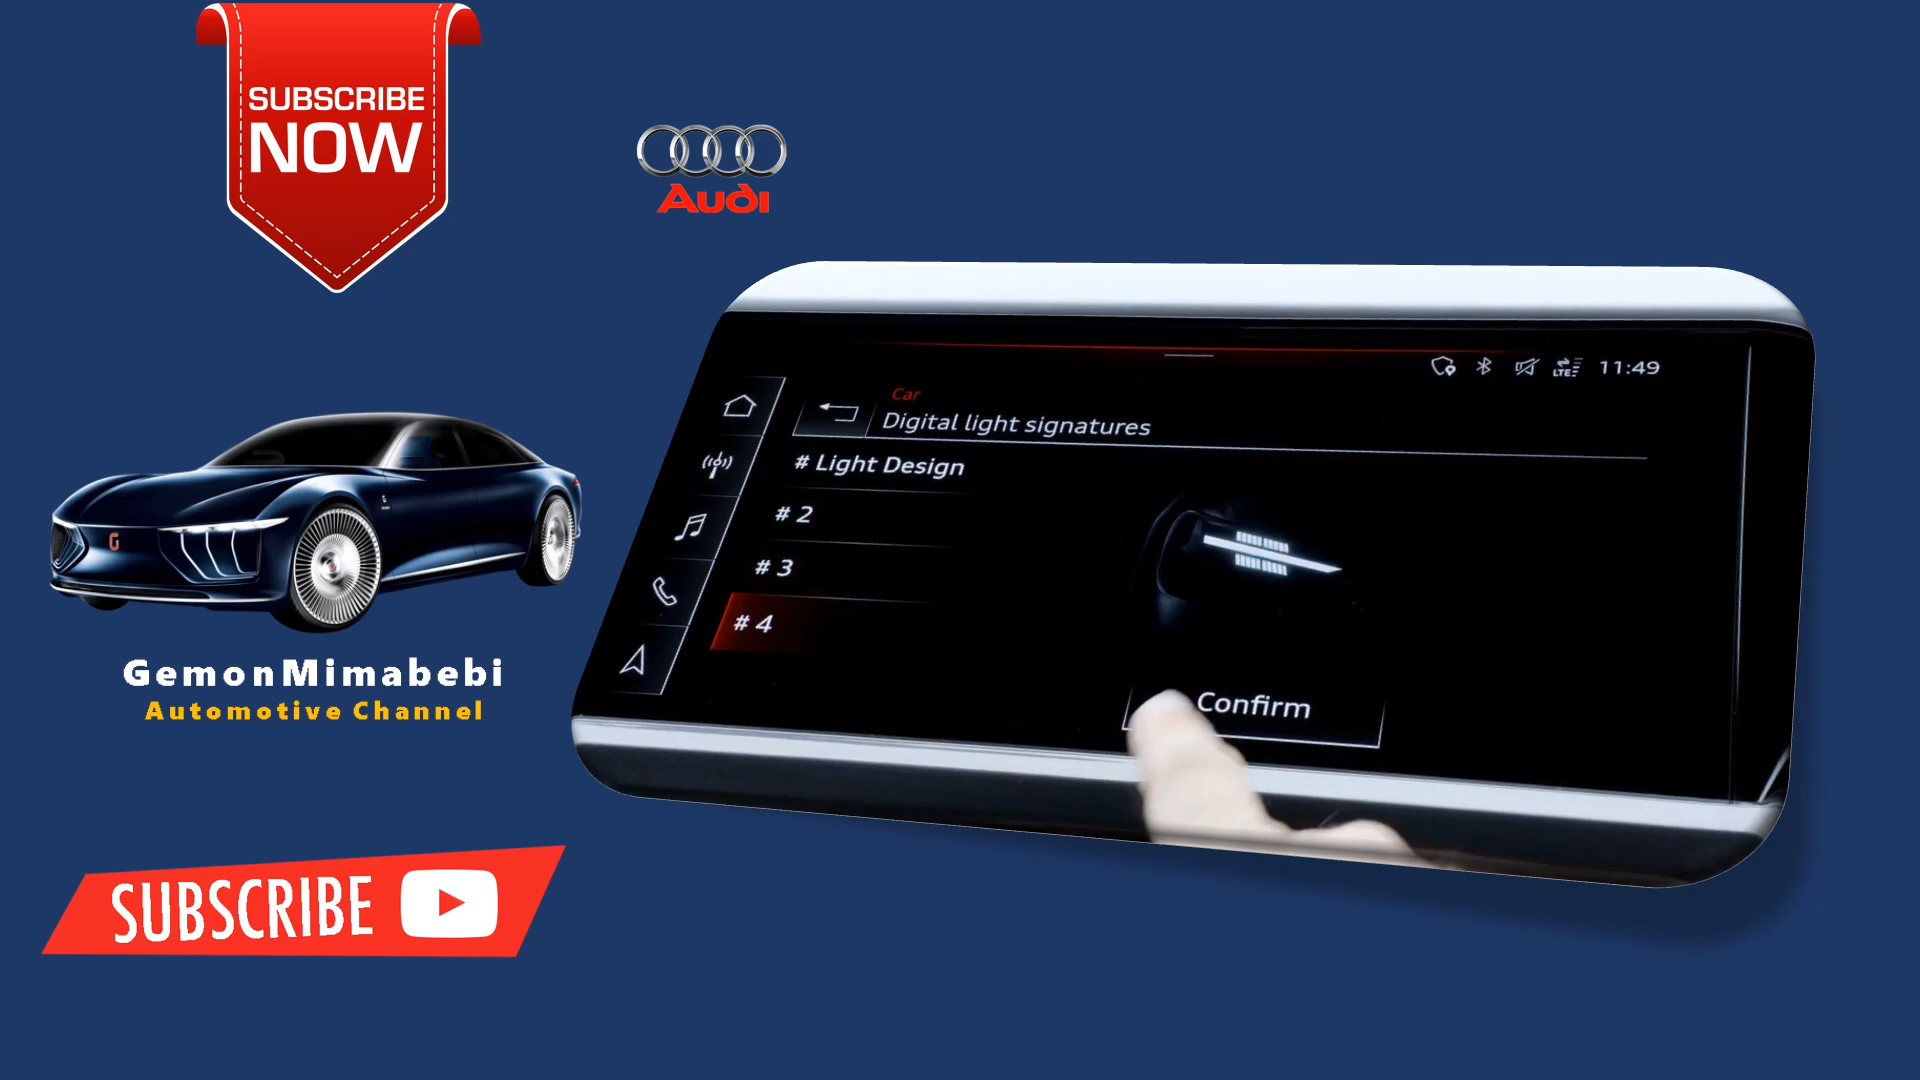 SUBSCRIBE
NOW
Audi
LTE 11:49
Car
Digital light signatures
# Light Design
# 2
# 3
# 4
Confirm
G
GemonMimabebi
Automotive Channel
SUBSCRIBE